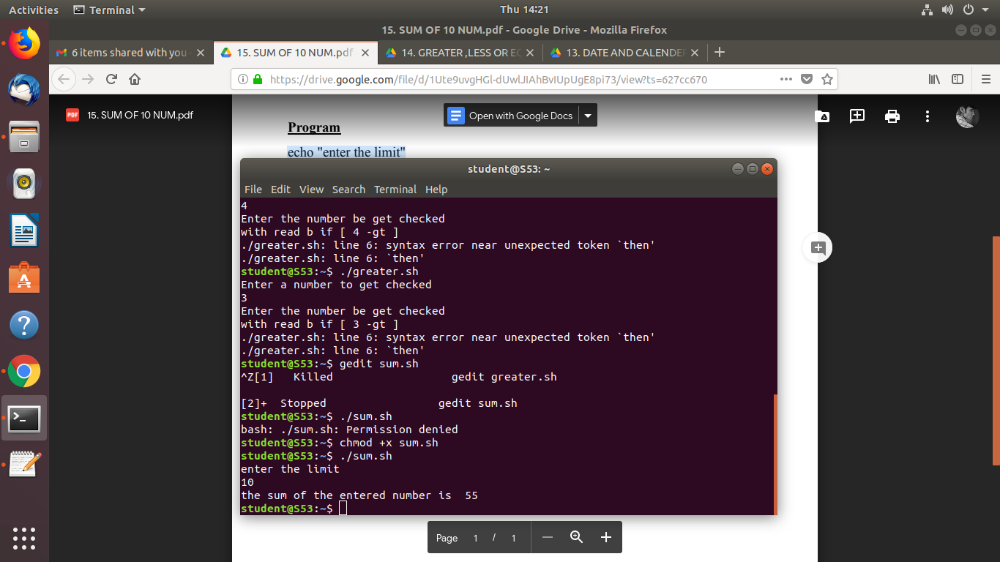 Activities Terminal Thu 14:21
15. SUM OF 10 NUM.pdf - Google Drive - Mozilla Firefox
6 items shared with you - 15. SUM OF 10 NUM.pdf - 14. GREATER ,LESS OR EQ 13. DATE AND CALENDER
https://drive.google.com/file/d/1Ute9uvgHGl-dUwlJIAhBvIUpUgE8pi73/view?ts=627cc670
PDF 15. SUM OF 10 NUM.pdf Open with Google Docs
Program
echo "enter the limit"
student@S53: ~
File Edit View Search Terminal Help
4
Enter the number be get checked
with read b if [ 4 -gt ]
./greater.sh: line 6: syntax error near unexpected token `then'
./greater.sh: line 6: `then'
student@S53:~$ ./greater.sh
Enter a number to get checked
3
Enter the number be get checked
with read b if [ 3 -gt ]
./greater.sh: line 6: syntax error near unexpected token `then'
./greater.sh: line 6: `then'
student@S53:~$ gedit sum.sh
^Z[1]   Killed                  gedit greater.sh
[2]+  Stopped                 gedit sum.sh
student@S53:~$ ./sum.sh
bash: ./sum.sh: Permission denied
student@S53:~$ chmod +x sum.sh
student@S53:~$ ./sum.sh
enter the limit
10
the sum of the entered number is  55
student@S53:~$
Page 1 / 1